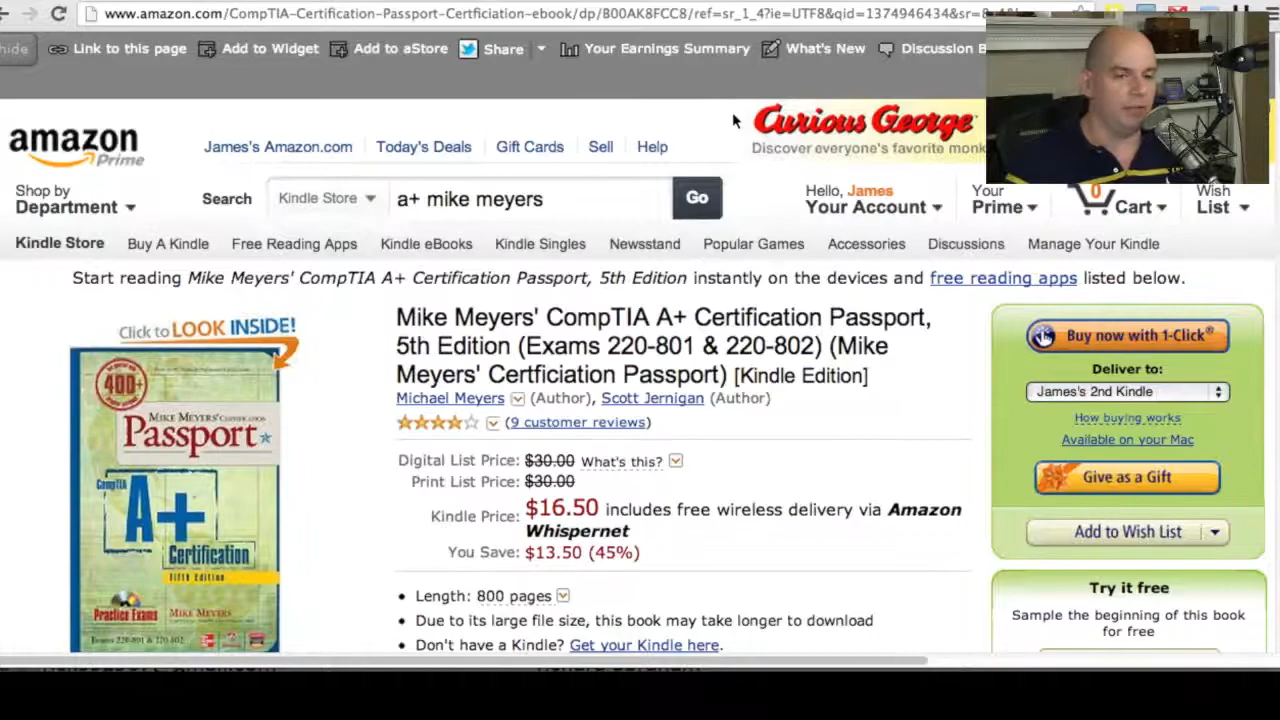 www.amazon.com/CompTIA-Certification-Passport-Certficiation-ebook/dp/B00AK8FCC8/ref=sr_1_4?ie=UTF8&qid=1374946434&sr=8
hide Link to this page Add to Widget Add to aStore Share Your Earnings Summary What's New Discussion B
amazon Prime
James's Amazon.com Today's Deals Gift Cards Sell Help
Curious George
Discover everyone's favorite monk
Shop by
Department
Search Kindle Store a+ mike meyers Go
Hello, James
Your Account
Your
Prime
0
Cart
Wish
List
Kindle Store Buy A Kindle Free Reading Apps Kindle eBooks Kindle Singles Newsstand Popular Games Accessories Discussions Manage Your Kindle
Start reading Mike Meyers' CompTIA A+ Certification Passport, 5th Edition instantly on the devices and free reading apps listed below.
Click to LOOK INSIDE!
400+
MIKE MEYERS' CERTIFICATION
Passport
CompTIA
A+
Certification
FIFTH EDITION
Practice Exams MIKE MEYERS
Exams 220-801 & 220-802
Mike Meyers' CompTIA A+ Certification Passport,
5th Edition (Exams 220-801 & 220-802) (Mike
Meyers' Certficiation Passport) [Kindle Edition]
Michael Meyers (Author), Scott Jernigan (Author)
(9 customer reviews)
Digital List Price: $30.00 What's this?
Print List Price: $30.00
Kindle Price: $16.50 includes free wireless delivery via Amazon
Whispernet
You Save: $13.50 (45%)
• Length: 800 pages
• Due to its large file size, this book may take longer to download
• Don't have a Kindle? Get your Kindle here.
Buy now with 1-Click®
Deliver to:
James's 2nd Kindle
How buying works
Available on your Mac
Give as a Gift
Add to Wish List
Try it free
Sample the beginning of this book
for free